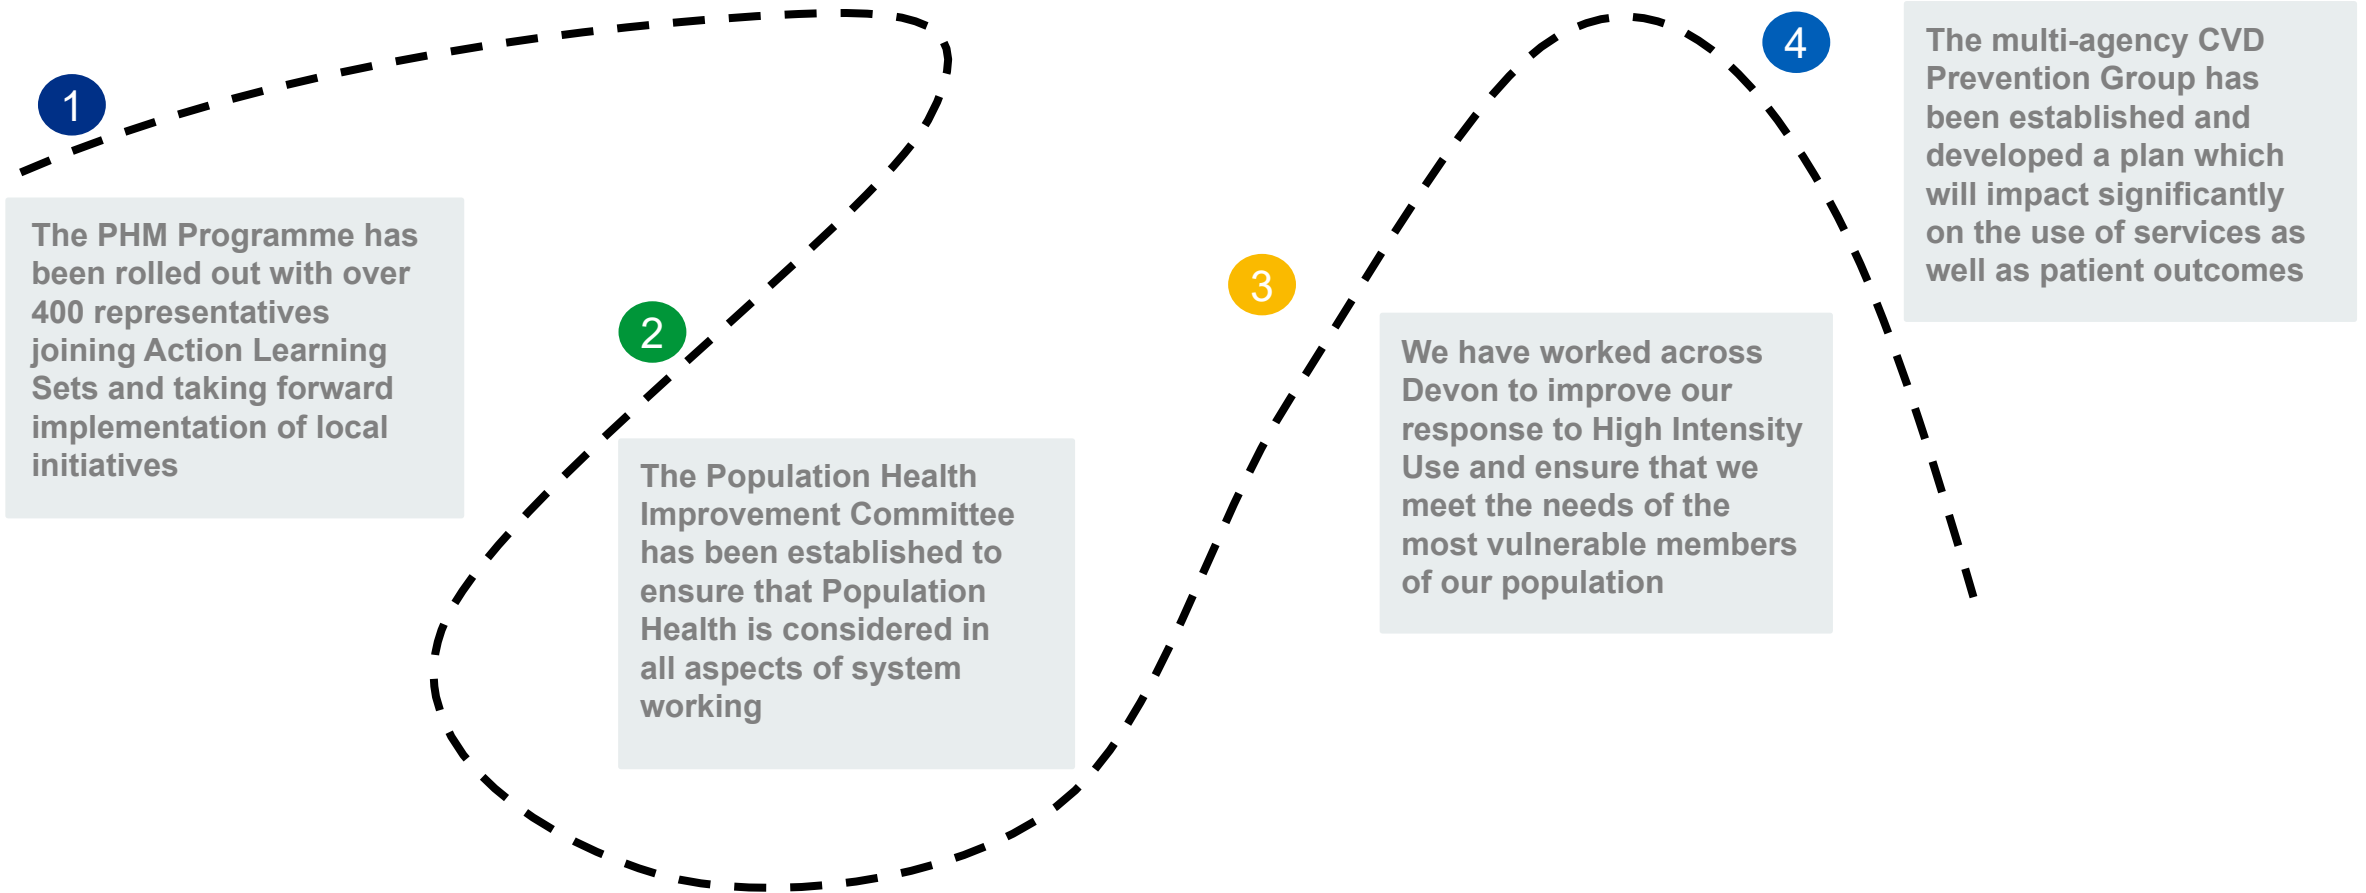 1
The PHM Programme has
been rolled out with over
400 representatives
joining Action Learning
Sets and taking forward
implementation of local
initiatives
2
The Population Health
Improvement Committee
has been established to
ensure that Population
Health is considered in
all aspects of system
working
3
We have worked across
Devon to improve our
response to High Intensity
Use and ensure that we
meet the needs of the
most vulnerable members
of our population
4
The multi-agency CVD
Prevention Group has
been established and
developed a plan which
will impact significantly
on the use of services as
well as patient outcomes